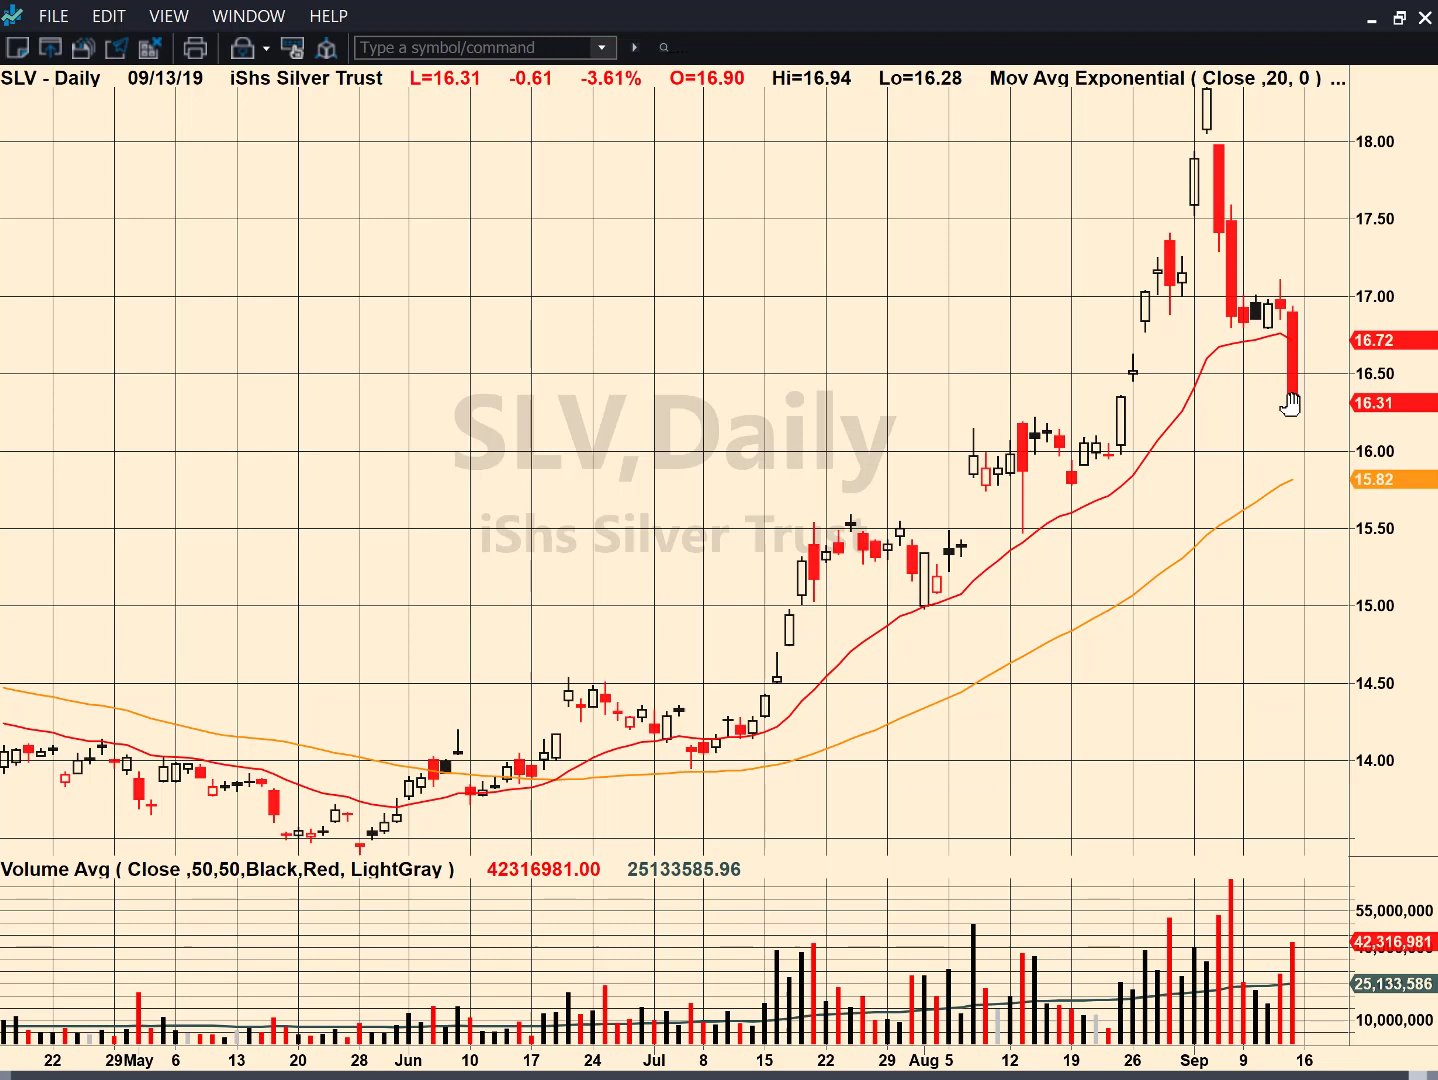 FILE EDIT VIEW WINDOW HELP
Type a symbol/command
SLV - Daily 09/13/19 iShs Silver Trust L=16.31 -0.61 -3.61% O=16.90 Hi=16.94 Lo=16.28 Mov Avg Exponential ( Close ,20, 0 ) ...
18.00
17.50
17.00
16.72
16.50
16.31
16.00
15.82
15.50
15.00
14.50
14.00
SLV,Daily
iShs Silver Trust
Volume Avg ( Close ,50,50,Black,Red, LightGray ) 42316981.00 25133585.96
55,000,000
42,316,981
25,133,586
10,000,000
22 29 May 6 13 20 28 Jun 10 17 24 Jul 8 15 22 29 Aug 5 12 19 26 Sep 9 16